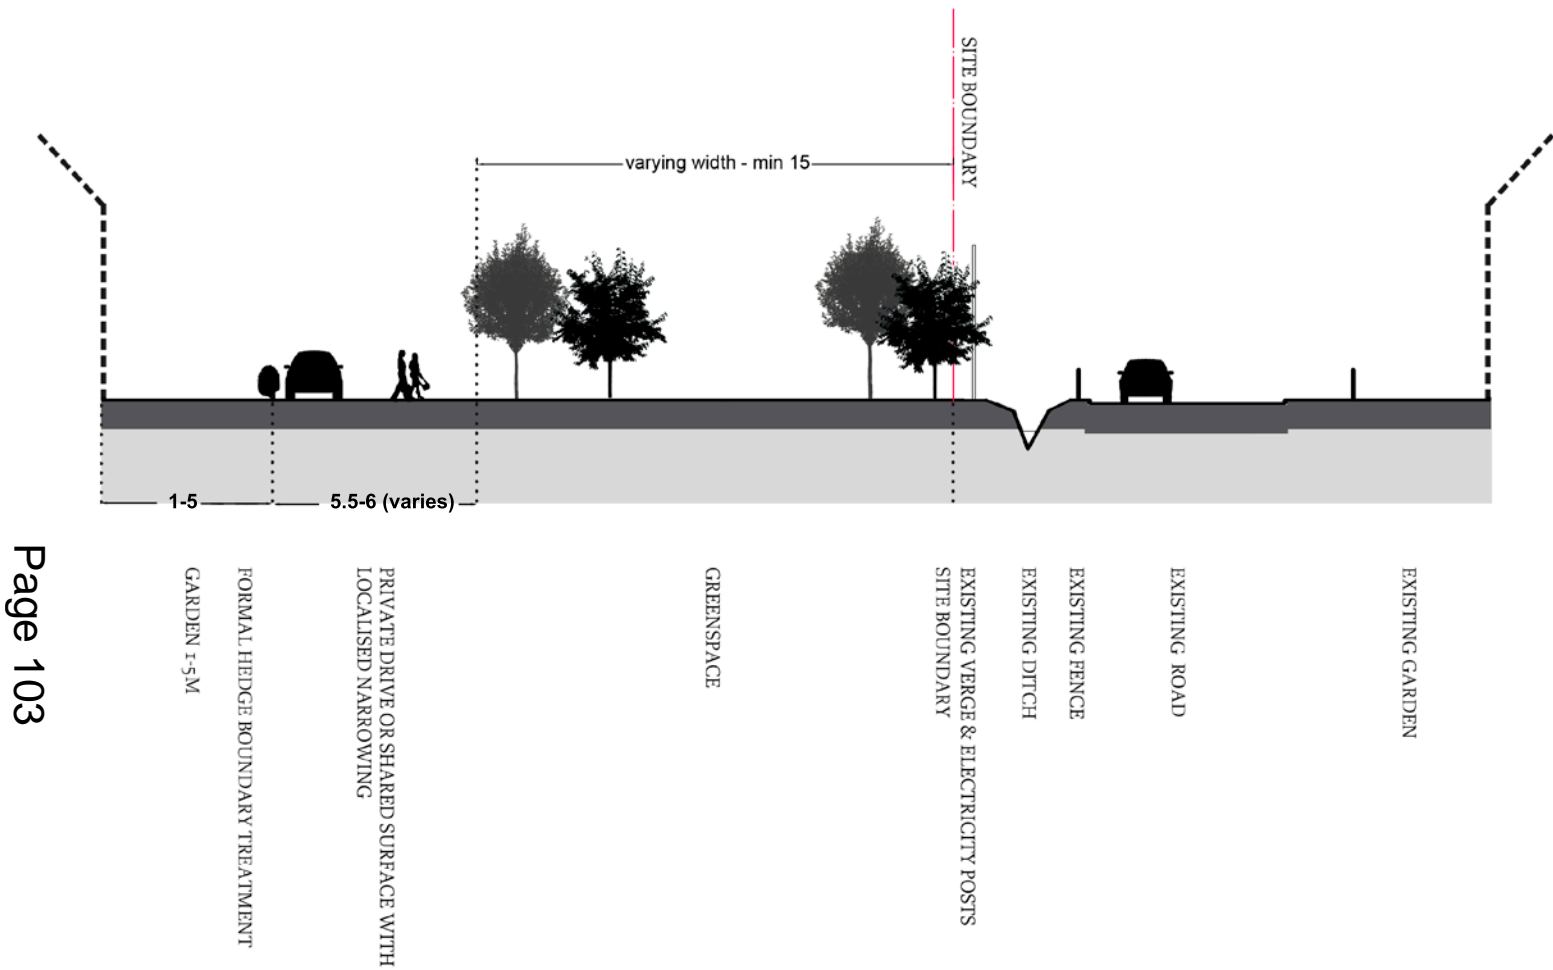 SITE BOUNDARY
varying width - min 15
1-5
5.5-6 (varies)
GARDEN 1-5M
FORMAL HEDGE BOUNDARY TREATMENT
PRIVATE DRIVE OR SHARED SURFACE WITH
LOCALISED NARROWING
GREENSPACE
EXISTING VERGE & ELECTRICITY POSTS
SITE BOUNDARY
EXISTING DITCH
EXISTING FENCE
EXISTING ROAD
EXISTING GARDEN
Page 103